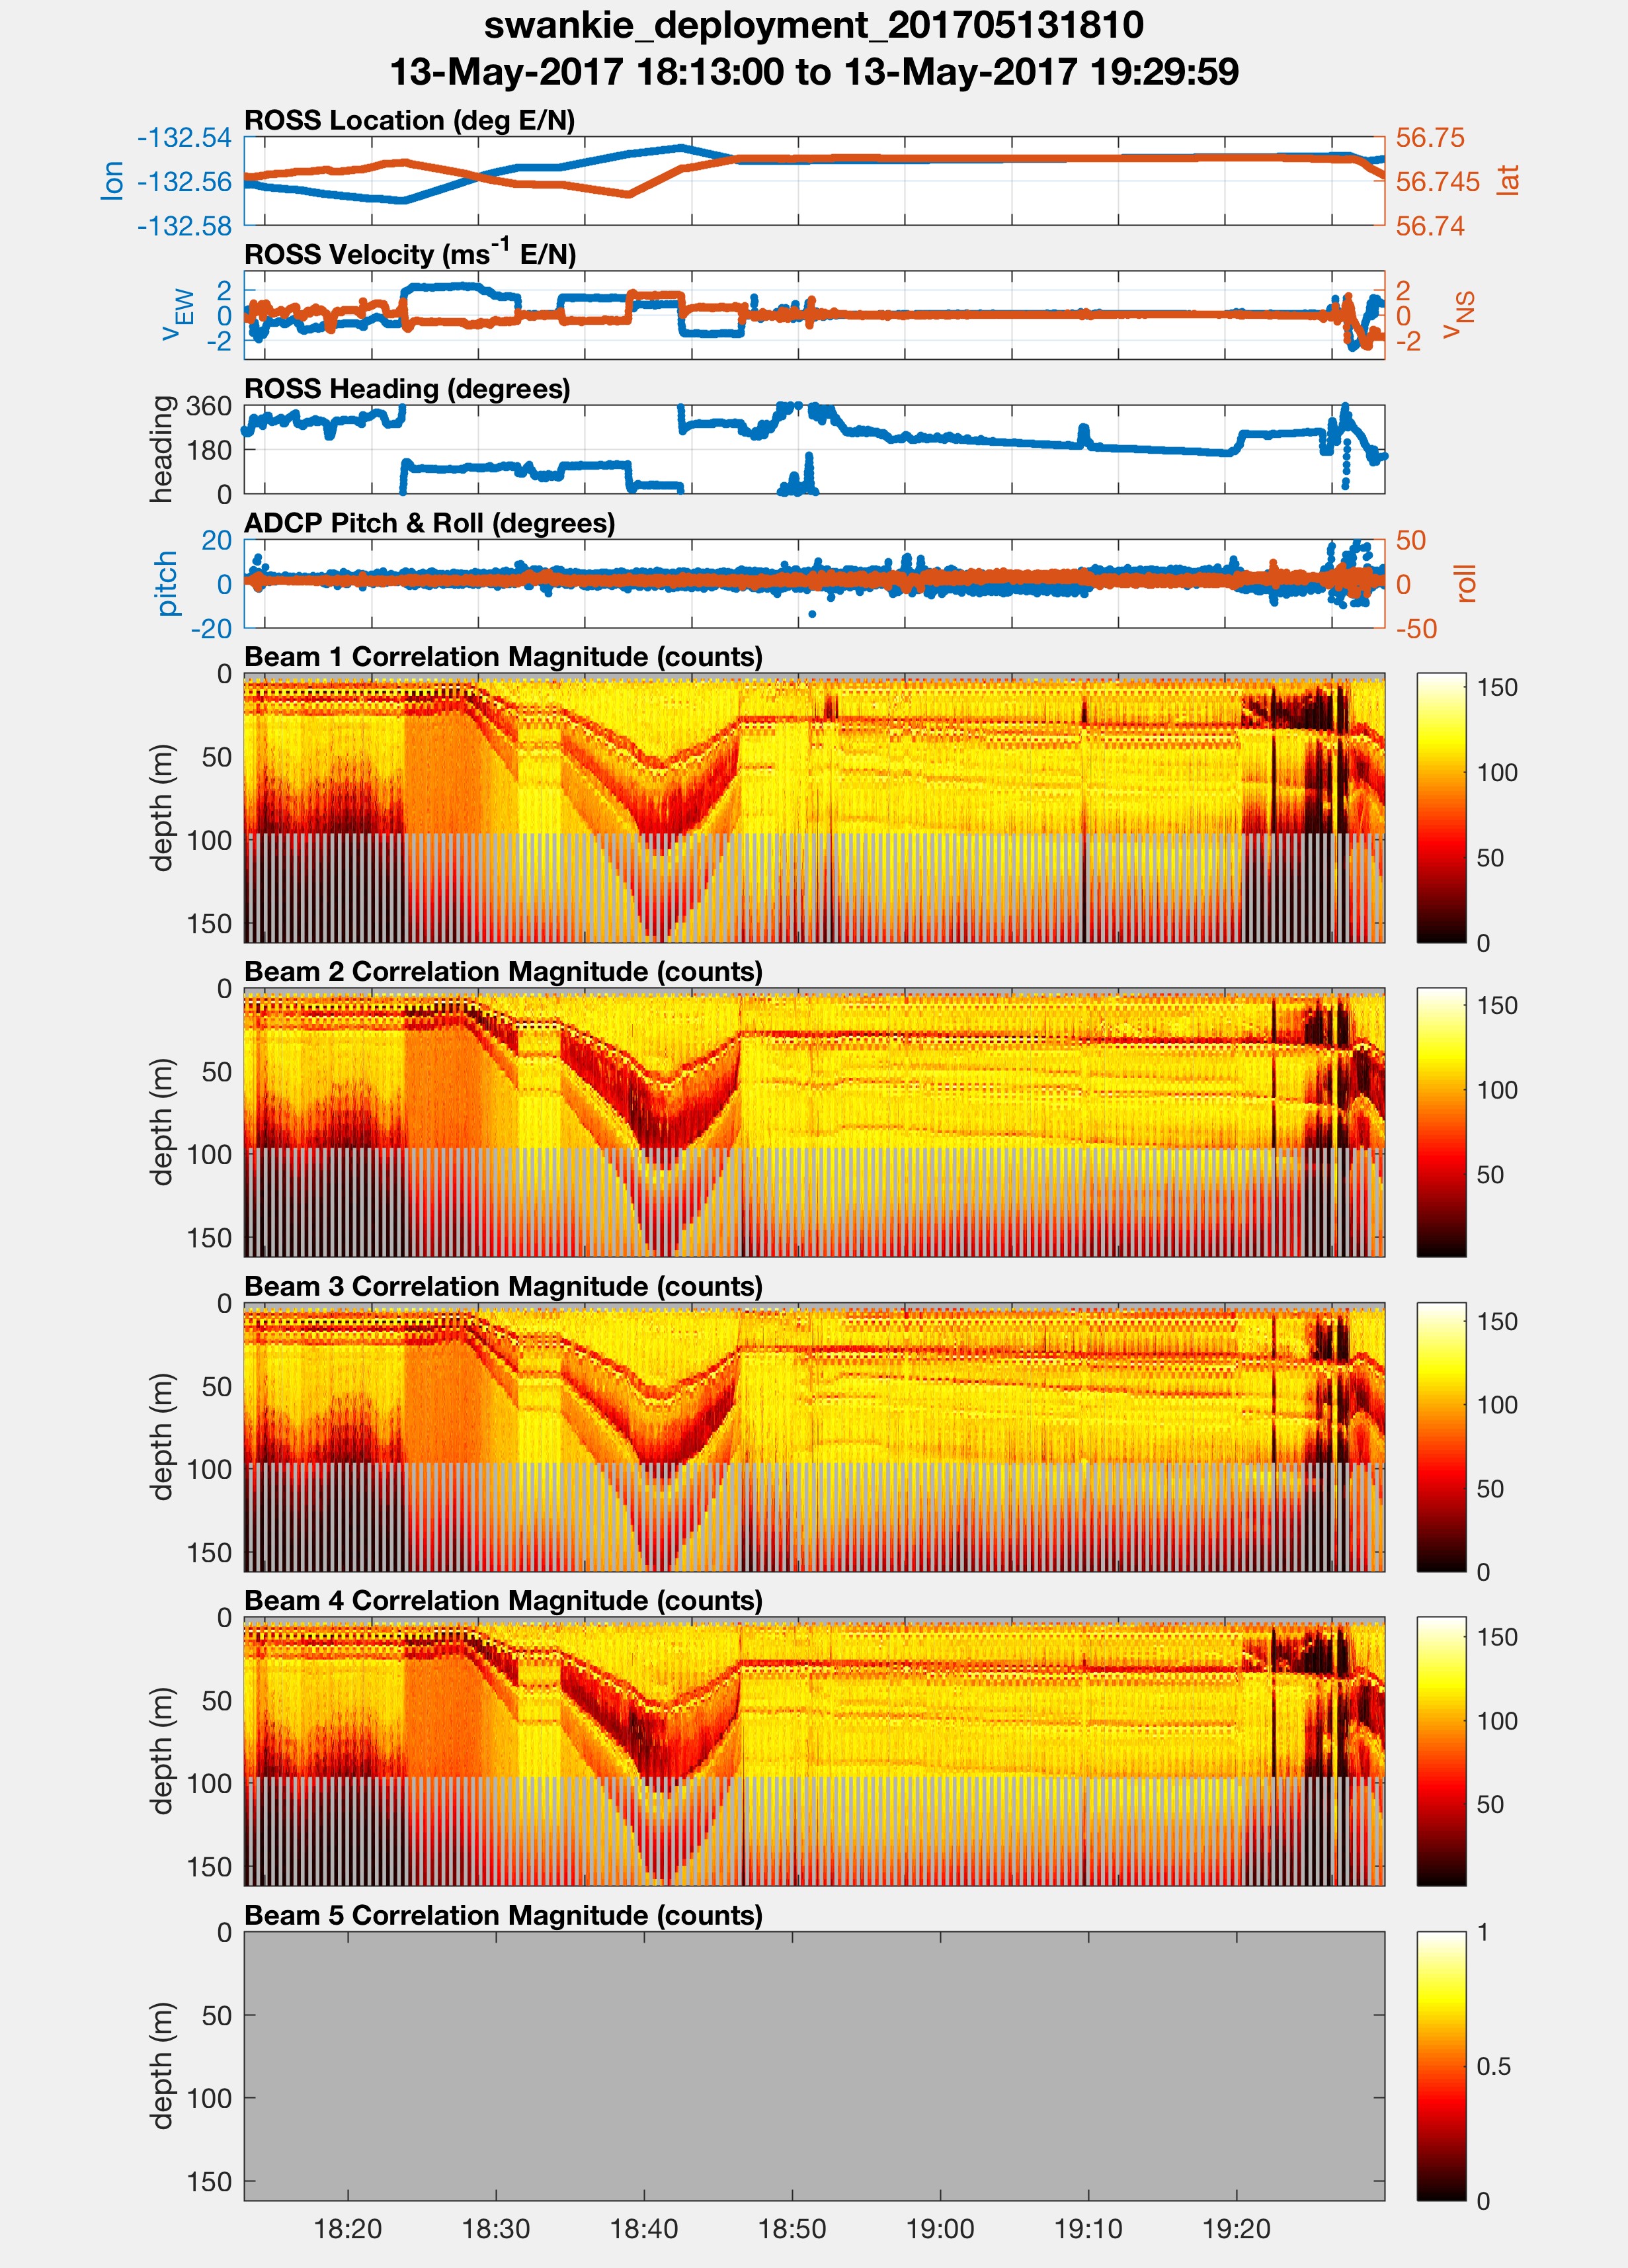 swankie_deployment_201705131810
13-May-2017 18:13:00 to 13-May-2017 19:29:59
ROSS Location (deg E/N)
-132.54
-132.56
-132.58
lon
56.75
56.745
56.74
lat
ROSS Velocity (ms-1 E/N)
2
0
-2
vEW
2
0
-2
vNS
ROSS Heading (degrees)
360
180
0
heading
ADCP Pitch & Roll (degrees)
20
0
-20
pitch
50
0
-50
roll
Beam 1 Correlation Magnitude (counts)
0
50
100
150
depth (m)
150
100
50
0
Beam 2 Correlation Magnitude (counts)
0
50
100
150
depth (m)
150
100
50
Beam 3 Correlation Magnitude (counts)
0
50
100
150
depth (m)
150
100
50
0
Beam 4 Correlation Magnitude (counts)
0
50
100
150
depth (m)
150
100
50
Beam 5 Correlation Magnitude (counts)
0
50
100
150
depth (m)
1
0.5
0
18:20 18:30 18:40 18:50 19:00 19:10 19:20